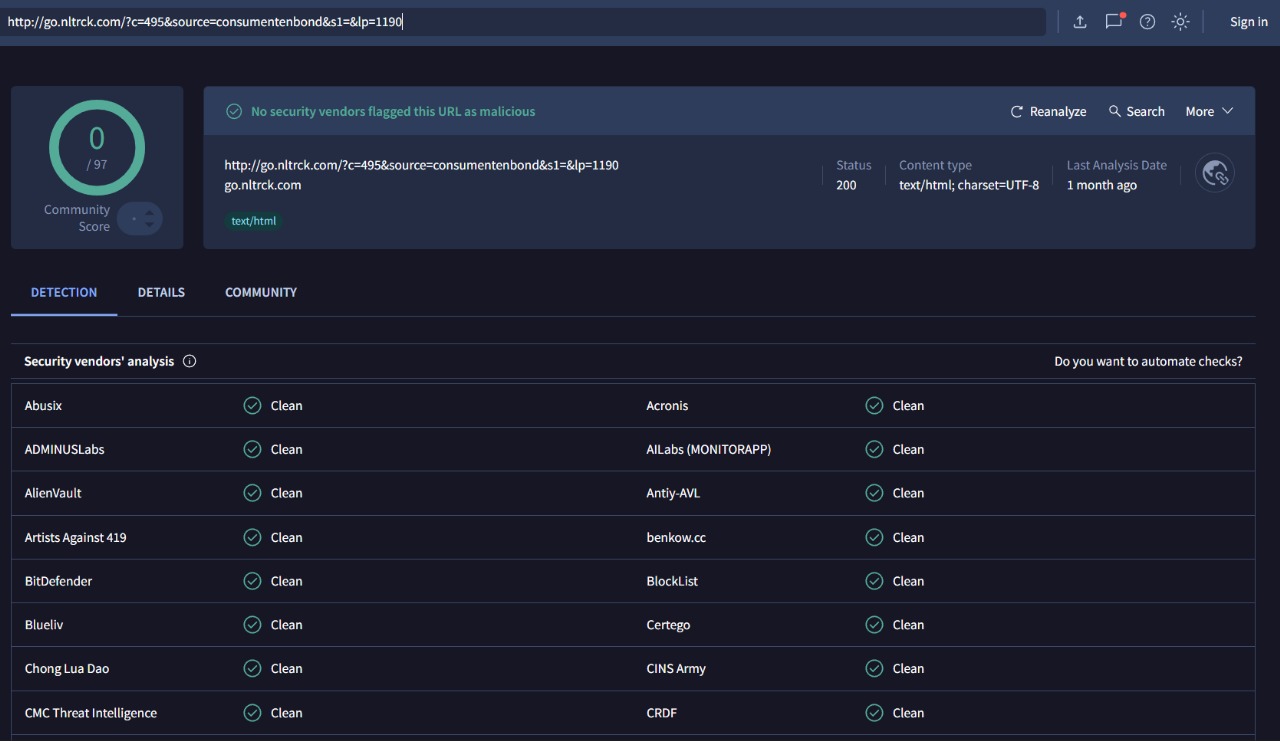 http://go.nltrck.com/?c=495&source=consumentenbond&s1=&lp=1190
Sign in
0
/ 97
Community
Score
No security vendors flagged this URL as malicious
Reanalyze
Search
More
http://go.nltrck.com/?c=495&source=consumentenbond&s1=&lp=1190
go.nltrck.com
text/html
Status
200
Content type
text/html; charset=UTF-8
Last Analysis Date
1 month ago
DETECTION DETAILS COMMUNITY
Security vendors' analysis
Do you want to automate checks?
Abusix Clean Acronis Clean
ADMINUSLabs Clean AILabs (MONITORAPP) Clean
AlienVault Clean Antiy-AVL Clean
Artists Against 419 Clean benkow.cc Clean
BitDefender Clean BlockList Clean
Blueliv Clean Certego Clean
Chong Lua Dao Clean CINS Army Clean
CMC Threat Intelligence Clean CRDF Clean